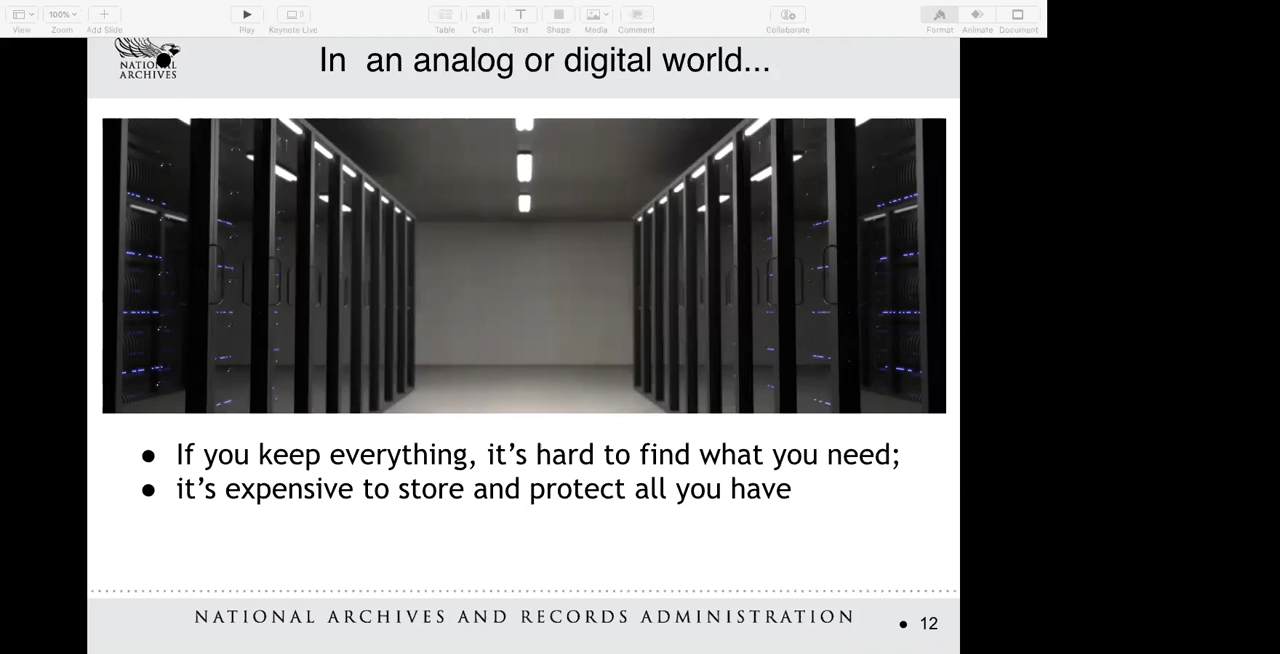 View
100%
Zoom
Add Slide
Play
Keynote Live
Table
Chart
Text
Shape
Media
Comment
Collaborate
Format
Animate
Document
NATIONAL
ARCHIVES
In an analog or digital world...
● If you keep everything, it's hard to find what you need;
● it's expensive to store and protect all you have
NATIONAL ARCHIVES AND RECORDS ADMINISTRATION
● 12